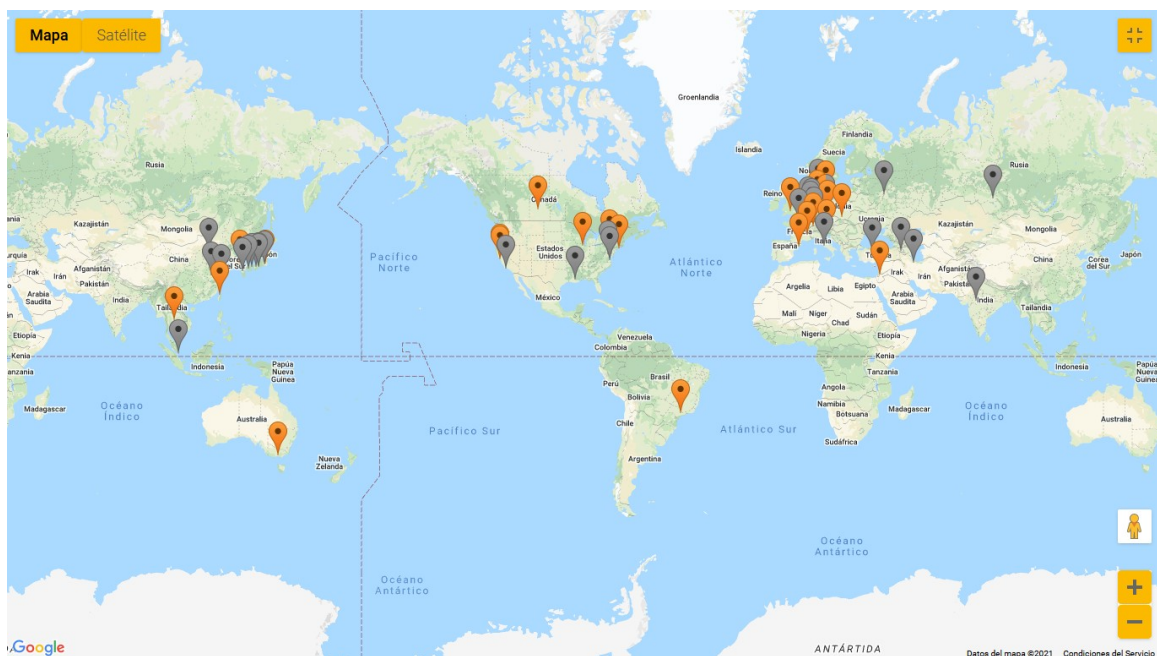 Mapa
Satélite
Groenlandia
Finlandia
Islandia
Suecia
Rusia
Rusia
Canadá
Reino
Kazajistán
Mongolia
Ucrania
Kazajistán
Mongolia
Pacífico
Norte
Estados
Unidos
Atlántico
Norte
España
Italia
China
Japón
Irak
Irán
Afganistán
Pakistán
Arabia
Saudita
India
Tailandia
México
Argelia
Libia
Egipto
Irak
Irán
Arabia
Saudita
Afganistán
Pakistán
India
China
Corea
del Sur
Japón
Tailandia
Malí
Níger
Chad
Sudán
Nigeria
Etiopía
Etiopía
Kenia
Venezuela
Colombia
Kenia
Indonesia
Papúa
Nueva
Guinea
Perú
Brasil
Bolivia
Tanzania
Angola
Namibia
Botsuana
Indonesia
Papúa
Nueva
Guinea
Madagascar
Océano
Índico
Australia
Pacífico Sur
Chile
Atlántico Sur
Sudáfrica
Madagascar
Océano
Índico
Australia
Nueva
Zelanda
Argentina
Océano
Antártico
Océano
Antártico
Google
ANTÁRTIDA
Datos del mapa ©2021
Condiciones del Servicio